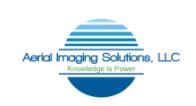 Aerial Imaging Solutions, LLC
Knowledge is Power